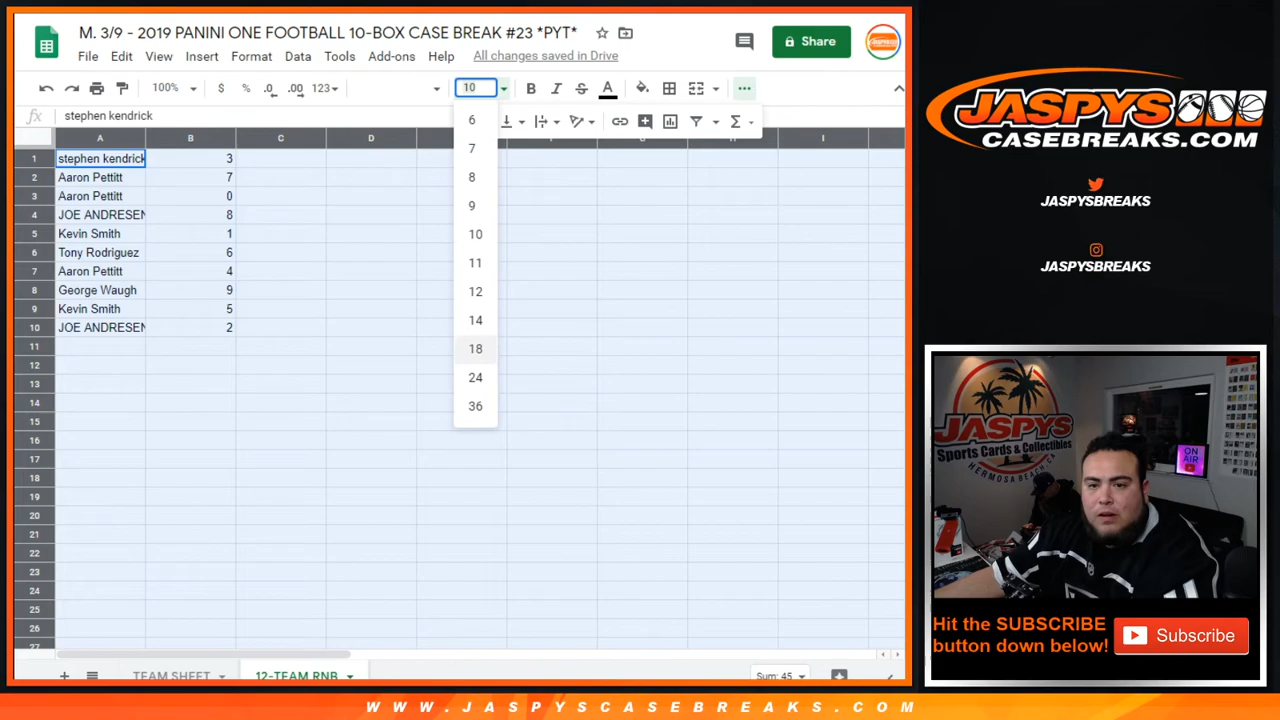 M. 3/9 - 2019 PANINI ONE FOOTBALL 10-BOX CASE BREAK #23 *PYT*
Share
File Edit View Insert Format Data Tools Add-ons Help All changes saved in Drive
100% $ % .0 .00 123 10 B I S A
fx stephen kendrick
A B C D I
1 stephen kendrick 3
2 Aaron Pettitt 7
3 Aaron Pettitt 0
4 JOE ANDRESEN 8
5 Kevin Smith 1
6 Tony Rodriguez 6
7 Aaron Pettitt 4
8 George Waugh 9
9 Kevin Smith 5
10 JOE ANDRESEN 2
11
12
13
14
15
16
17
18
19
20
21
22
23
24
25
26
27
6
7
8
9
10
11
12
14
18
24
36
TEAM SHEET 12-TEAM RNB Sum: 45
JASPYS
CASEBREAKS.COM
JASPYSBREAKS
JASPYSBREAKS
JASPYS
Sports Cards & Collectibles
HERMOSA BEACH, CA
ON
AIR
Hit the SUBSCRIBE
button down below!
Subscribe
WWW.JASPYSCASEBREAKS.COM